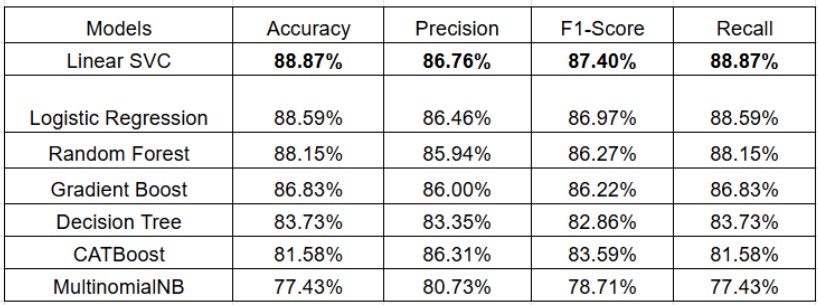 Models Accuracy Precision F1-Score Recall
Linear SVC 88.87% 86.76% 87.40% 88.87%
Logistic Regression 88.59% 86.46% 86.97% 88.59%
Random Forest 88.15% 85.94% 86.27% 88.15%
Gradient Boost 86.83% 86.00% 86.22% 86.83%
Decision Tree 83.73% 83.35% 82.86% 83.73%
CATBoost 81.58% 86.31% 83.59% 81.58%
MultinomialNB 77.43% 80.73% 78.71% 77.43%